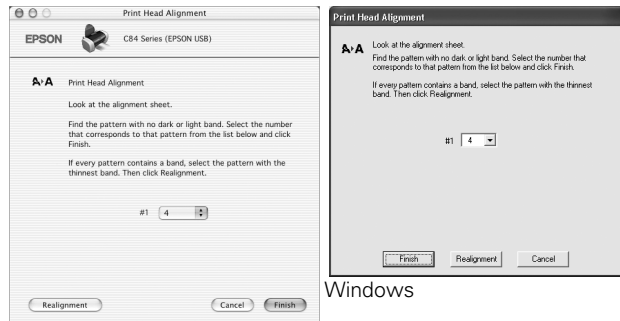 Print Head Alignment
EPSON
C84 Series (EPSON USB)
A›A
Print Head Alignment
Look at the alignment sheet.
Find the pattern with no dark or light band. Select the number
that corresponds to that pattern from the list below and click
Finish.
If every pattern contains a band, select the pattern with the
thinnest band. Then click Realignment.
#1 4
Realignment Cancel Finish
Print Head Alignment
A›A
Look at the alignment sheet.
Find the pattern with no dark or light band. Select the number that
corresponds to that pattern from the list below and click Finish.
If every pattern contains a band, select the pattern with the thinnest
band. Then click Realignment.
#1 4
Finish Realignment Cancel
Windows